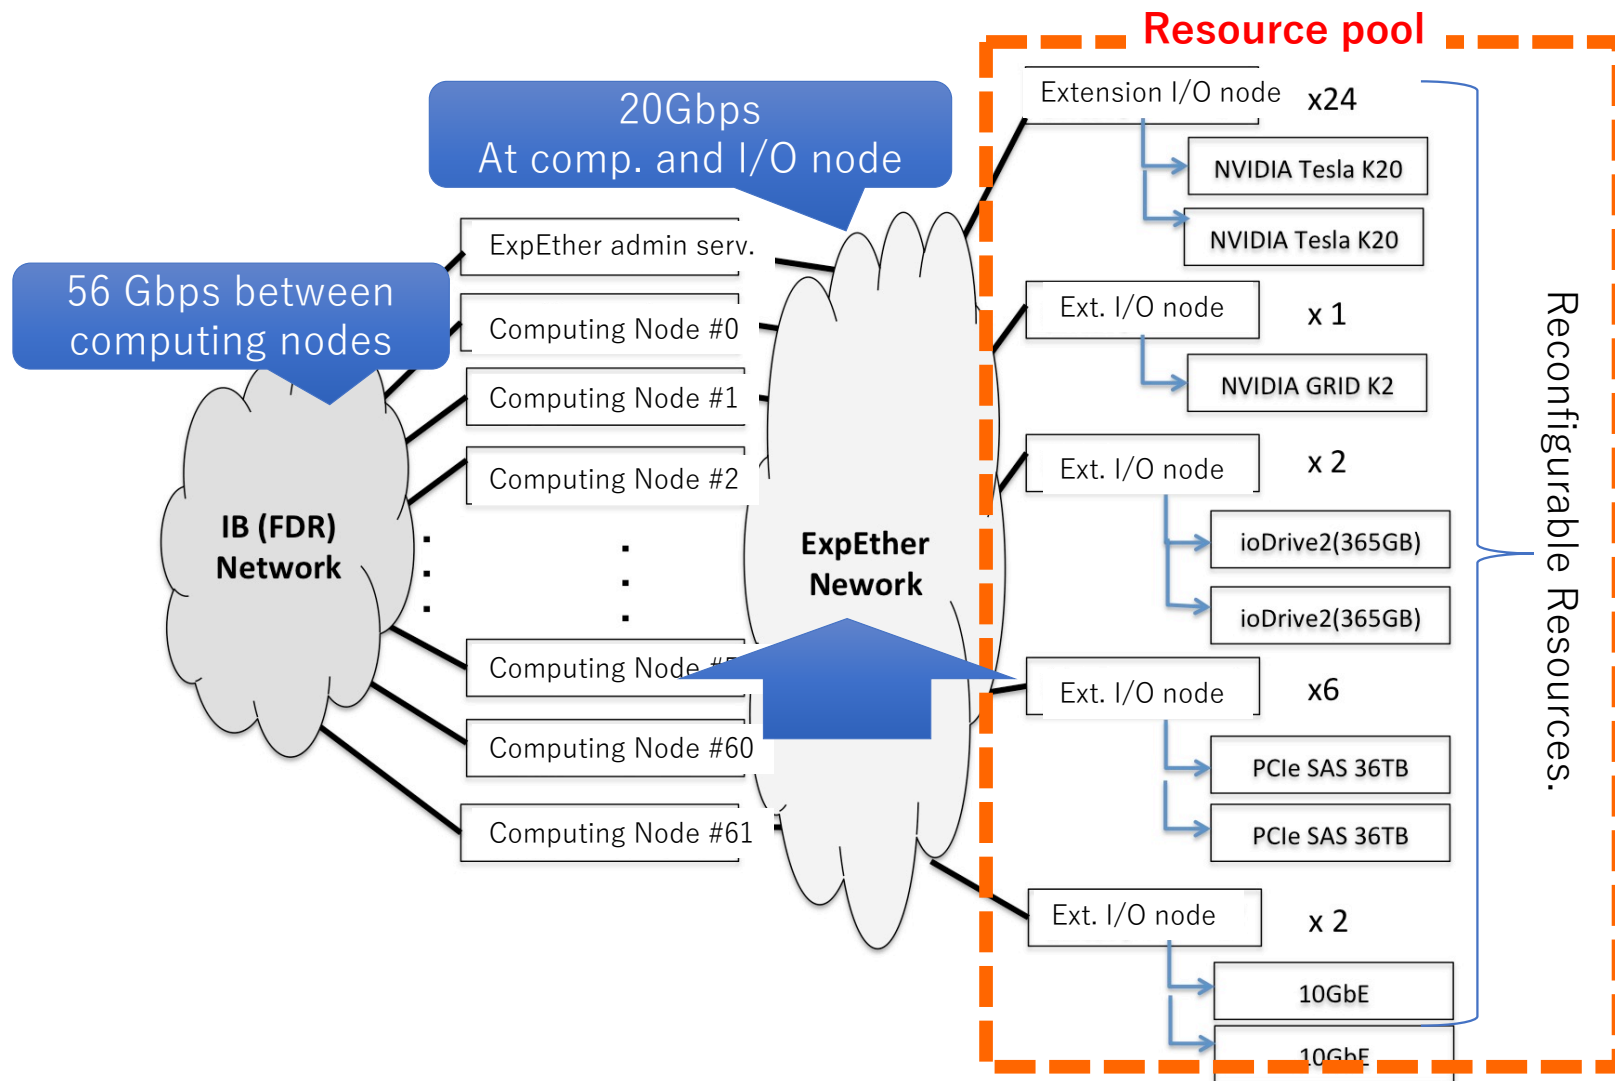 Resource pool
20Gbps
At comp. and I/O node
56 Gbps between
computing nodes
ExpEther admin serv.
Computing Node #0
Computing Node #1
Computing Node #2
.
.
.
.
.
.
Computing Node
Computing Node #60
Computing Node #61
IB (FDR)
Network
ExpEther
Nework
Extension I/O node x24
NVIDIA Tesla K20
NVIDIA Tesla K20
Ext. I/O node x 1
NVIDIA GRID K2
Ext. I/O node x 2
ioDrive2(365GB)
ioDrive2(365GB)
Ext. I/O node x6
PCIe SAS 36TB
PCIe SAS 36TB
Ext. I/O node x 2
10GbE
10GbE
Reconfigurable Resources.